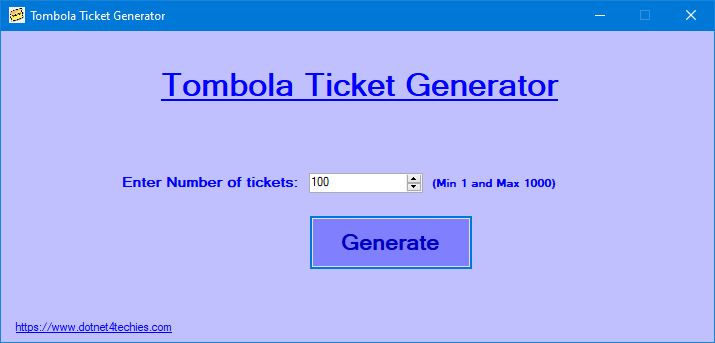 Tombola Ticket Generator
Tombola Ticket Generator
Enter Number of tickets: 100 (Min 1 and Max 1000)
Generate
https://www.dotnet4techies.com